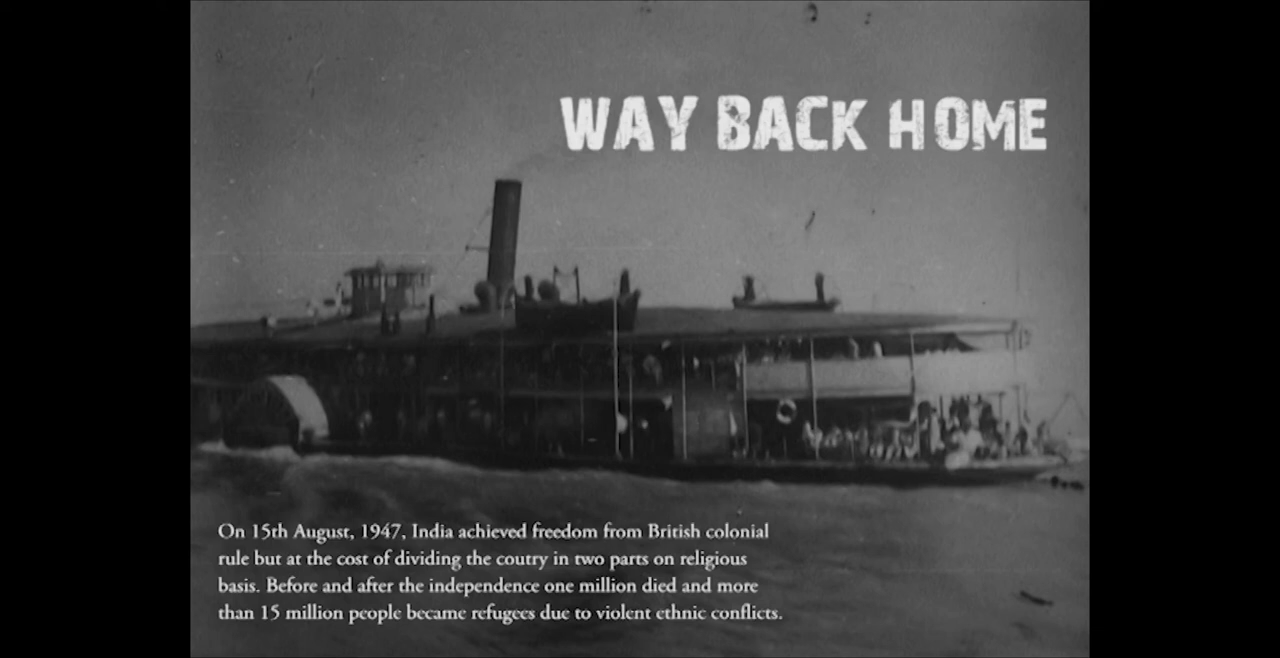 WAY BACK HOME
On 15th August, 1947, India achieved freedom from British colonial
rule but at the cost of dividing the coutry in two parts on religious
basis. Before and after the independence one million died and more
than 15 million people became refugees due to violent ethnic conflicts.